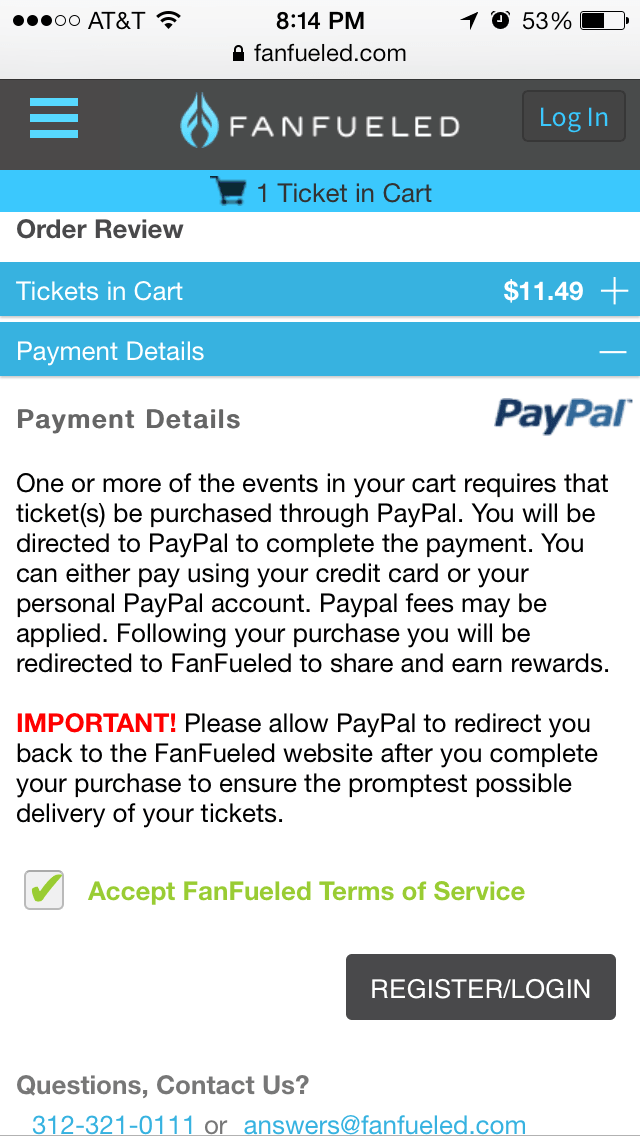 AT&T 8:14 PM 53%
fanfueled.com
FANFUELED Log In
1 Ticket in Cart
Order Review
Tickets in Cart $11.49
Payment Details
Payment Details PayPal™
One or more of the events in your cart requires that
ticket(s) be purchased through PayPal. You will be
directed to PayPal to complete the payment. You
can either pay using your credit card or your
personal PayPal account. Paypal fees may be
applied. Following your purchase you will be
redirected to FanFueled to share and earn rewards.
IMPORTANT! Please allow PayPal to redirect you
back to the FanFueled website after you complete
your purchase to ensure the promptest possible
delivery of your tickets.
Accept FanFueled Terms of Service
REGISTER/LOGIN
Questions, Contact Us?
312-321-0111 or answers@fanfueled.com